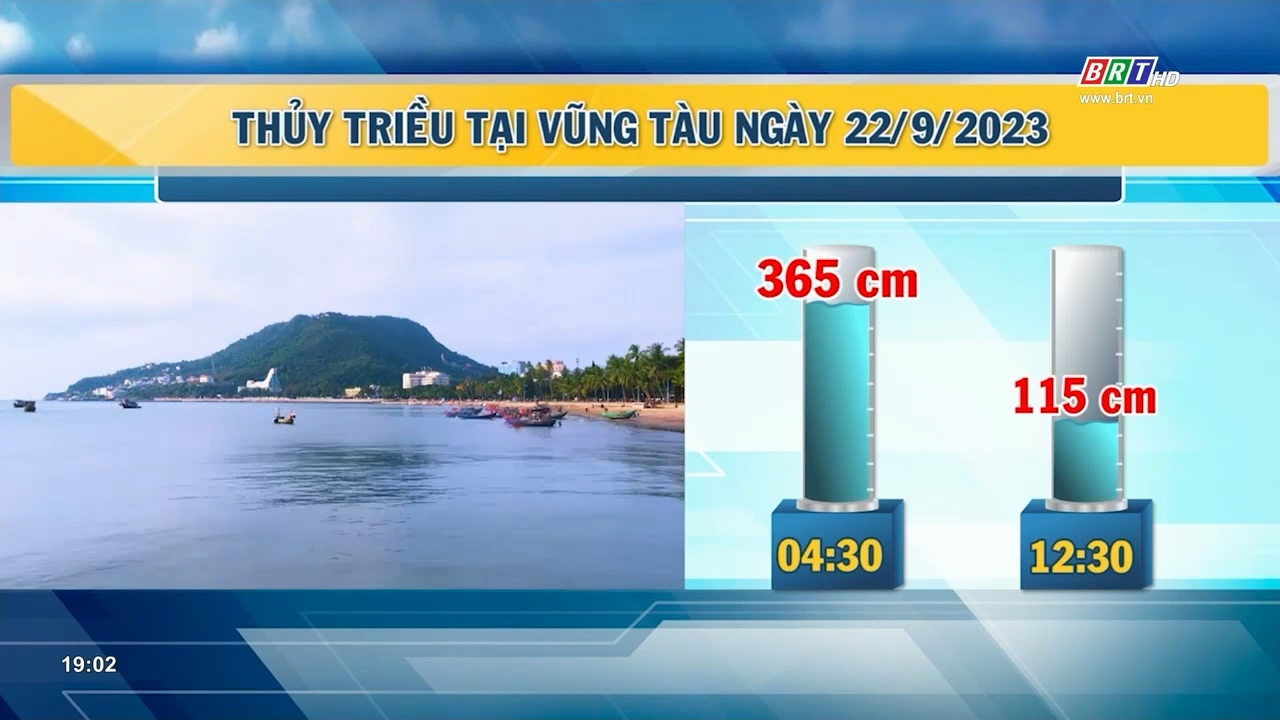 BRT HD
www.brt.vn
THỦY TRIỀU TẠI VŨNG TÀU NGÀY 22/9/2023
365 cm
115 cm
04:30
12:30
19:02